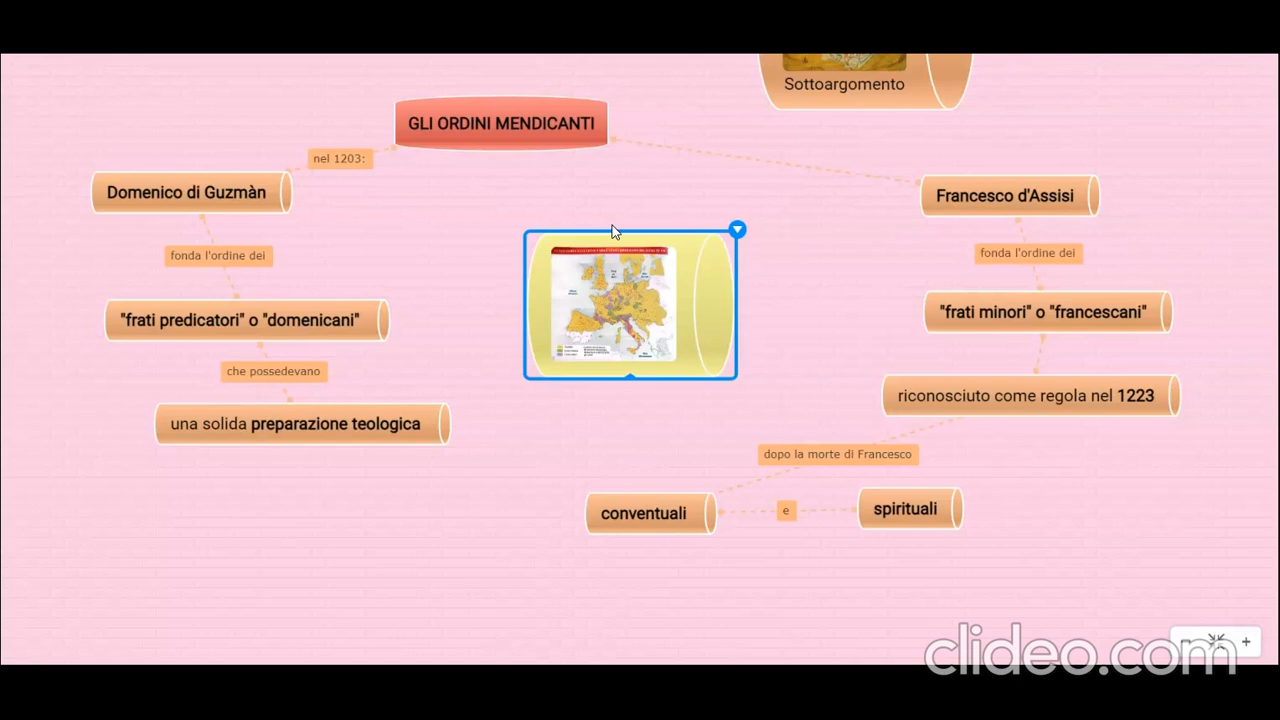 Sottoargomento
GLI ORDINI MENDICANTI
nel 1203:
Domenico di Guzmàn
Francesco d'Assisi
fonda l'ordine dei
fonda l'ordine dei
"frati predicatori" o "domenicani"
"frati minori" o "francescani"
che possedevano
riconosciuto come regola nel 1223
una solida preparazione teologica
dopo la morte di Francesco
conventuali
e
spirituali
clideo.com